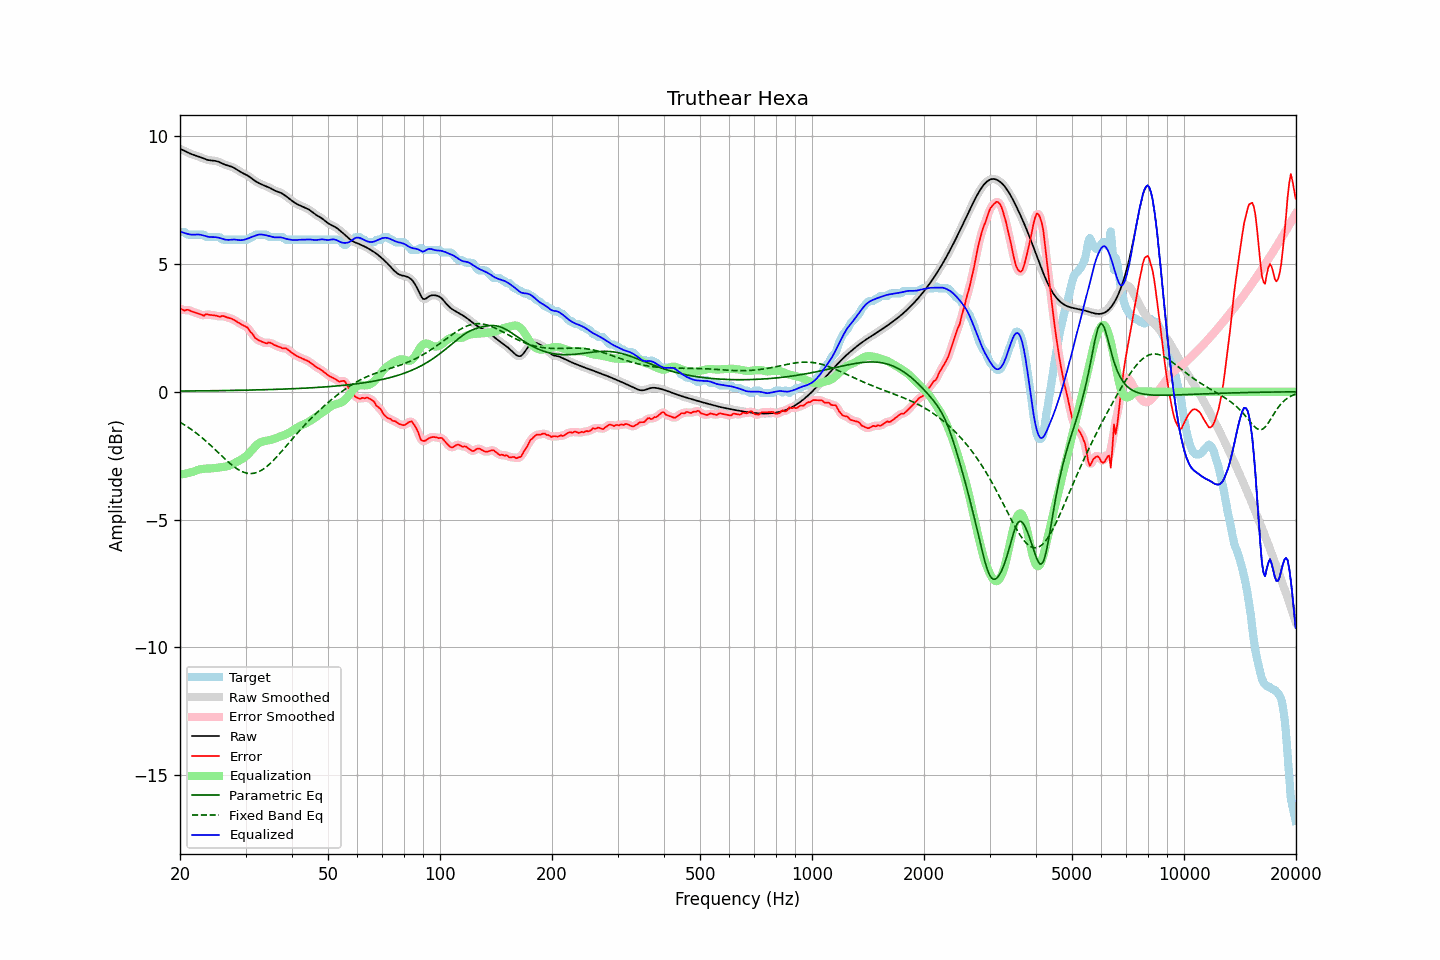 Truthear Hexa
10
5
0
−5
−10
−15
Amplitude (dBr)
Target
Raw Smoothed
Error Smoothed
Raw
Error
Equalization
Parametric Eq
Fixed Band Eq
Equalized
20 50 100 200 500 1000 2000 5000 10000 20000
Frequency (Hz)